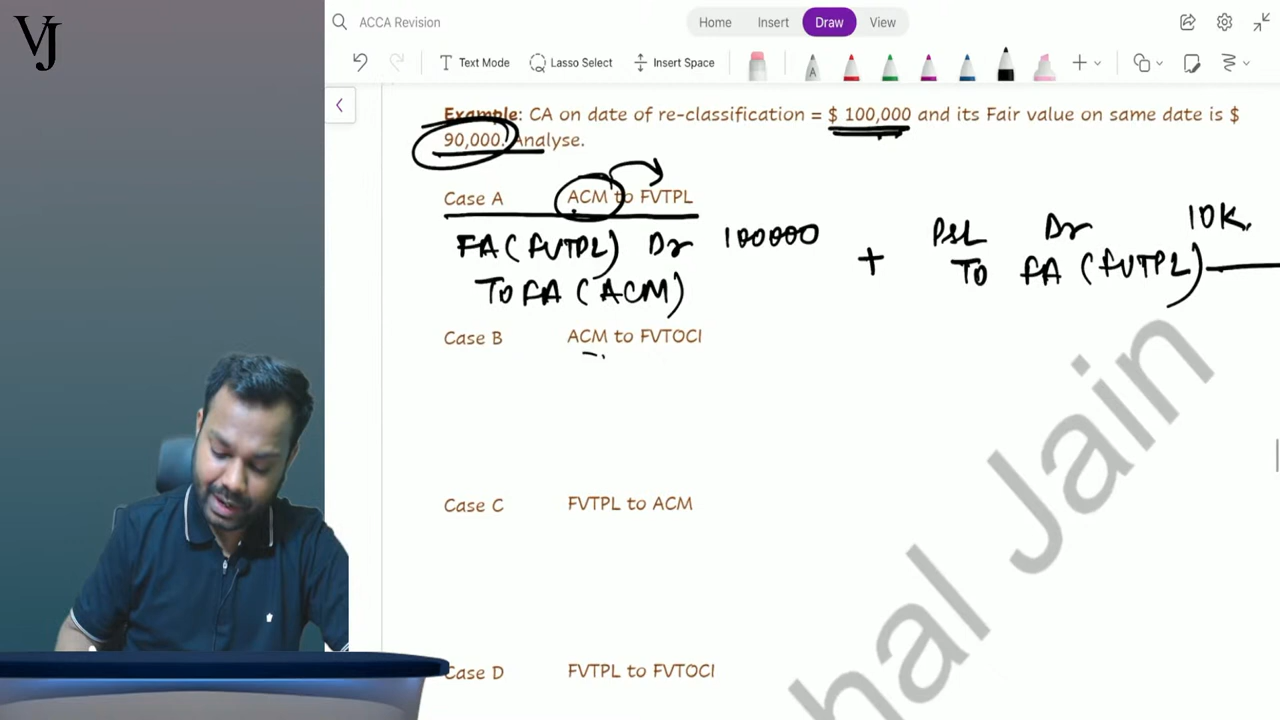 VJ
ACCA Revision
Home Insert Draw View
Text Mode Lasso Select Insert Space
Example: CA on date of re-classification = $ 100,000 and its Fair value on same date is $
90,000. Analyse.
Case A ACM to FVTPL
FA (FVTPL) Dr 100000 + P&L Dr 10K
To FA (ACM) To FA (FVTPL)
Case B ACM to FVTOCI
Case C FVTPL to ACM
Case D FVTPL to FVTOCI
hal Jain